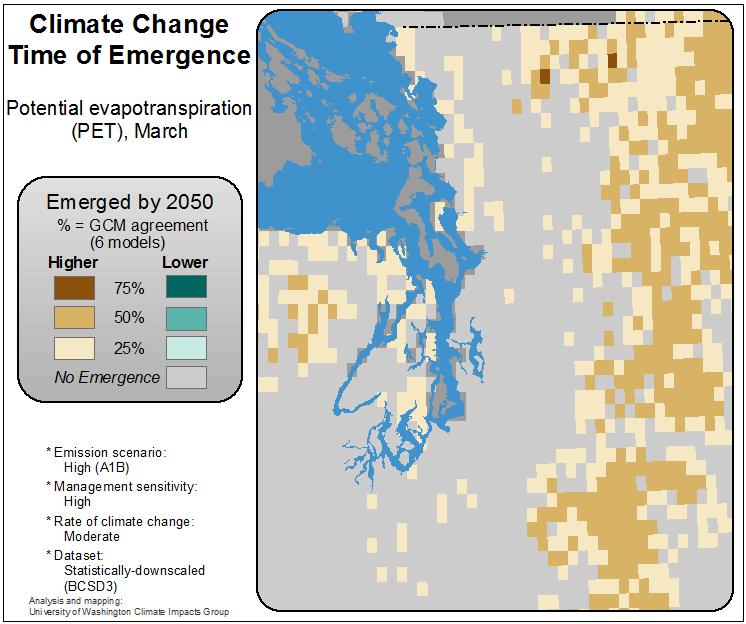 Climate Change
Time of Emergence
Potential evapotranspiration
(PET), March
Emerged by 2050
% = GCM agreement
(6 models)
Higher Lower
75%
50%
25%
No Emergence
* Emission scenario:
High (A1B)
* Management sensitivity:
High
* Rate of climate change:
Moderate
* Dataset:
Statistically-downscaled
(BCSD3)
Analysis and mapping:
University of Washington Climate Impacts Group